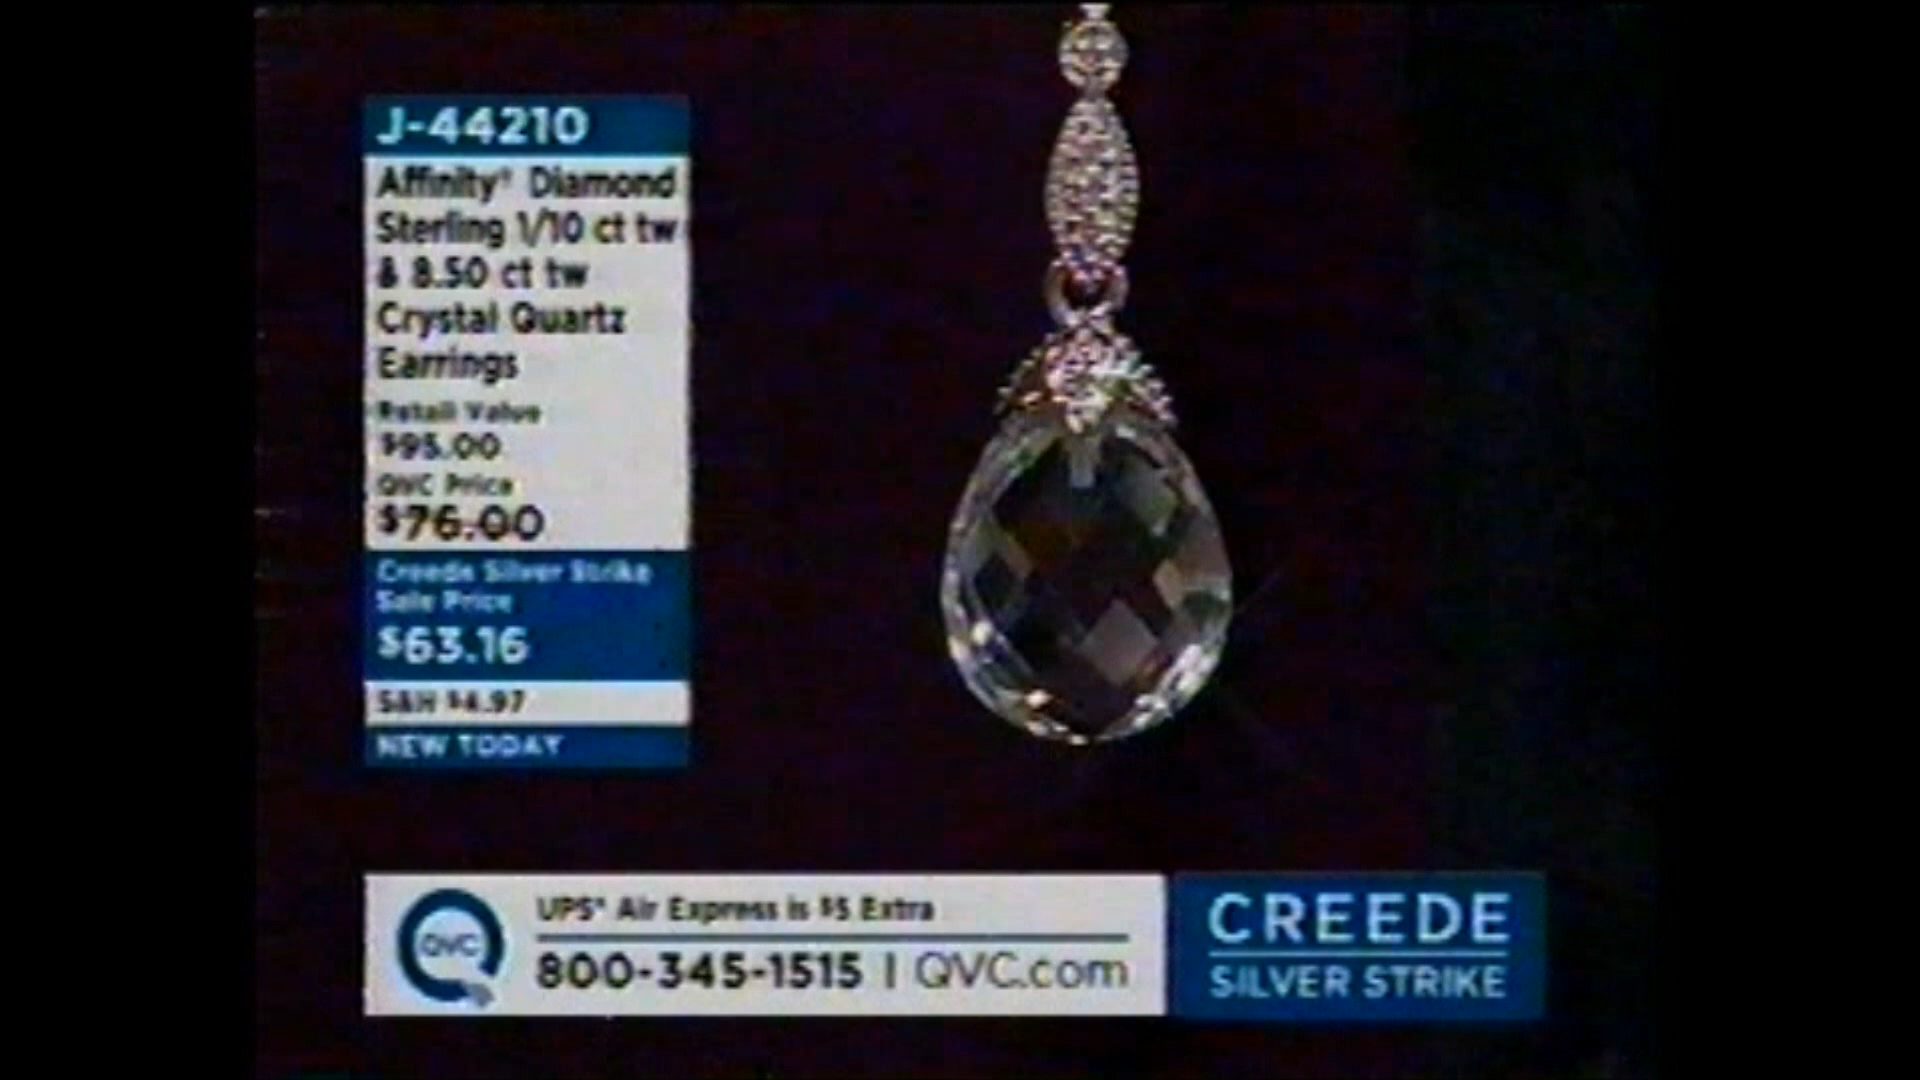 J-44210
Affinity® Diamond
Sterling 1/10 ct tw
& 8.50 ct tw
Crystal Quartz
Earrings
Retail Value
$95.00
QVC Price
$76.00
Creede Silver Strike
Sale Price
$63.16
S&H $4.97
NEW TODAY
QVC
UPS® Air Express is $5 Extra
800-345-1515 | QVC.com
CREEDE
SILVER STRIKE